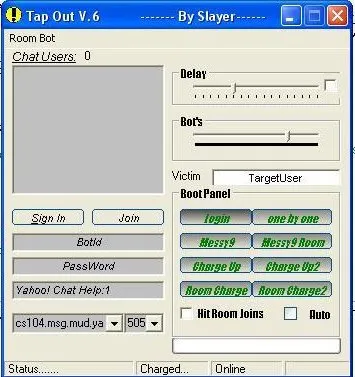 Tap Out V.6 ------- By Slayer------
Room Bot
Chat Users: 0
Delay
Bot's
Victim TargetUser
Boot Panel
Sign In Join
login one by one
BotId
Messy9 Messy9 Room
PassWord
Charge Up Charge Up2
Yahoo! Chat Help:1
Room Charge Room Charge2
Hit Room Joins Auto
cs104.msg.mud.ya 505
Status....... Charged... Online